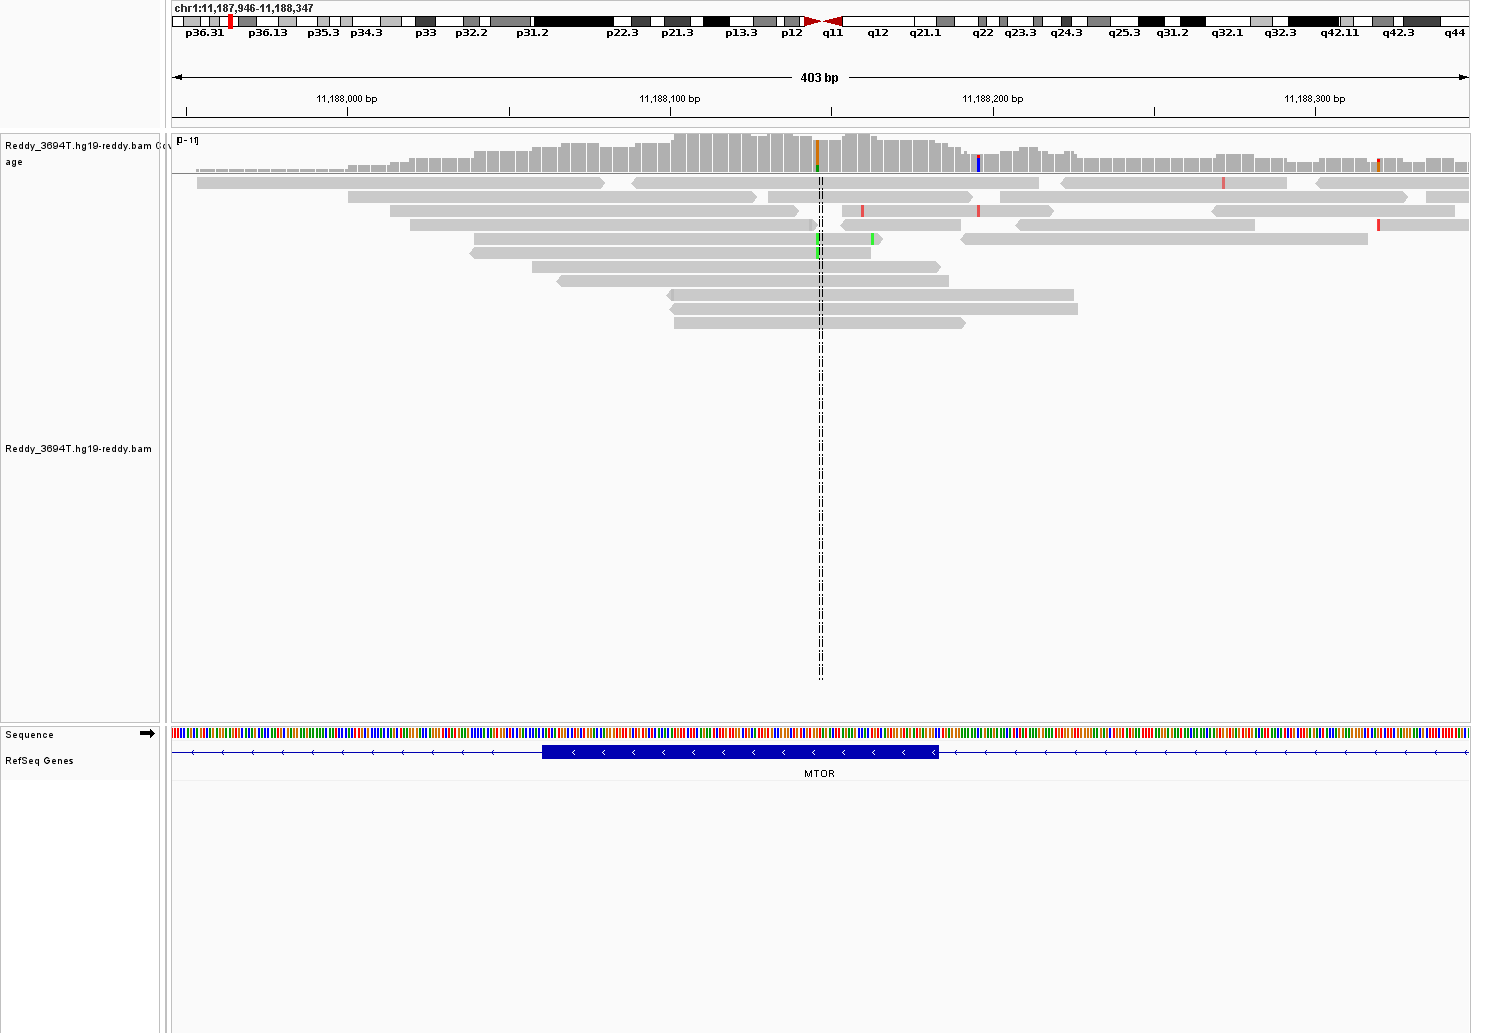 chr1:11,187,946-11,188,347
p36.31 p36.13 p35.3 p34.3 p33 p32.2 p31.2 p22.3 p21.3 p13.3 p12 q11 q12 q21.1 q22 q23.3 q24.3 q25.3 q31.2 q32.1 q32.3 q42.11 q42.3 q44
403 bp
11,188,000 bp 11,188,100 bp 11,188,200 bp 11,188,300 bp
Reddy_3694T.hg19-reddy.bam Cov
age
[0 - 11]
Reddy_3694T.hg19-reddy.bam
Sequence
RefSeq Genes
MTOR